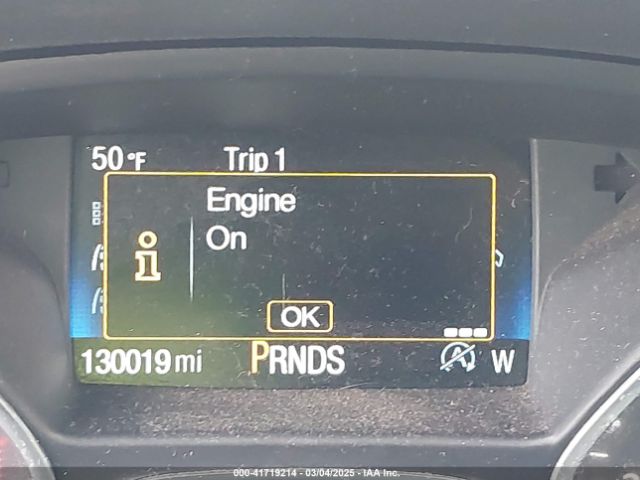 50°F Trip 1
Engine
On
i
OK
130019 mi PRNDS A W
000-41719214 - 03/04/2025 - IAA Inc.